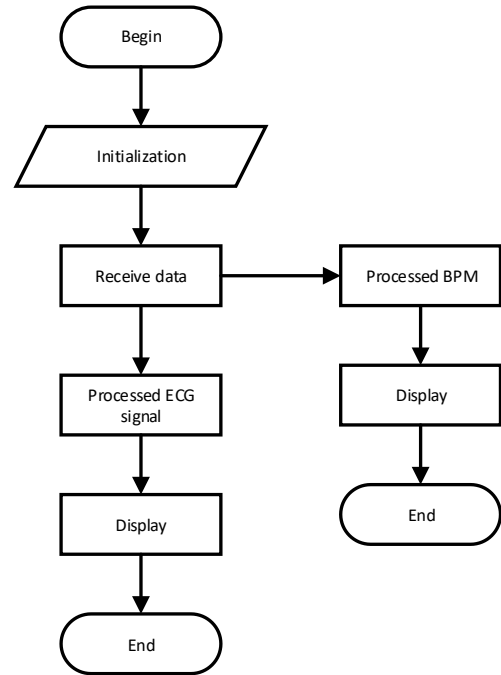 Begin
Initialization
Receive data
Processed BPM
Processed ECG
signal
Display
Display
End
End